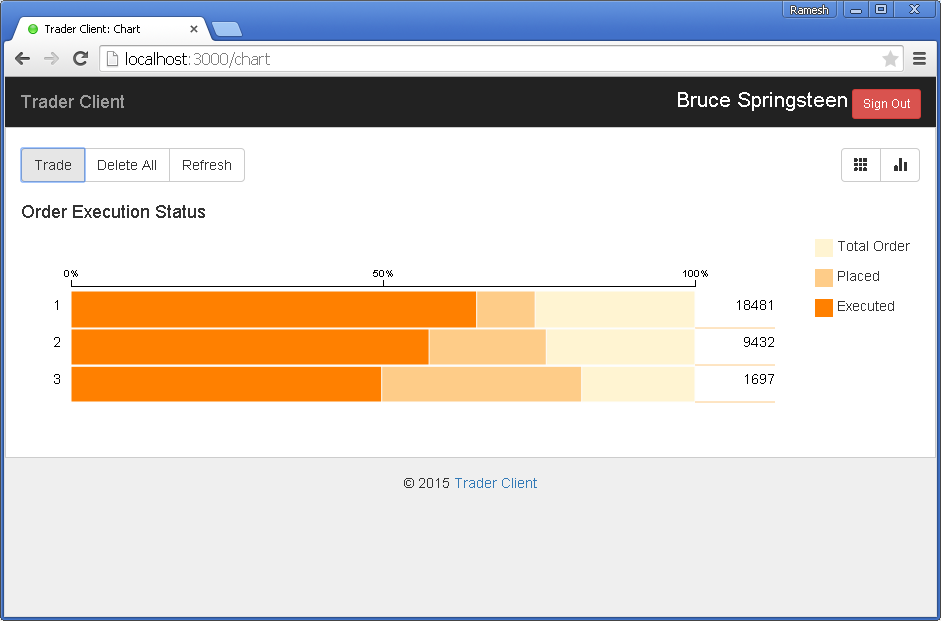 Ramesh
Trader Client: Chart
localhost:3000/chart
Trader Client
Bruce Springsteen Sign Out
Trade Delete All Refresh
Order Execution Status
Total Order
Placed
Executed
0% 50% 100%
1 18481
2 9432
3 1697
© 2015 Trader Client